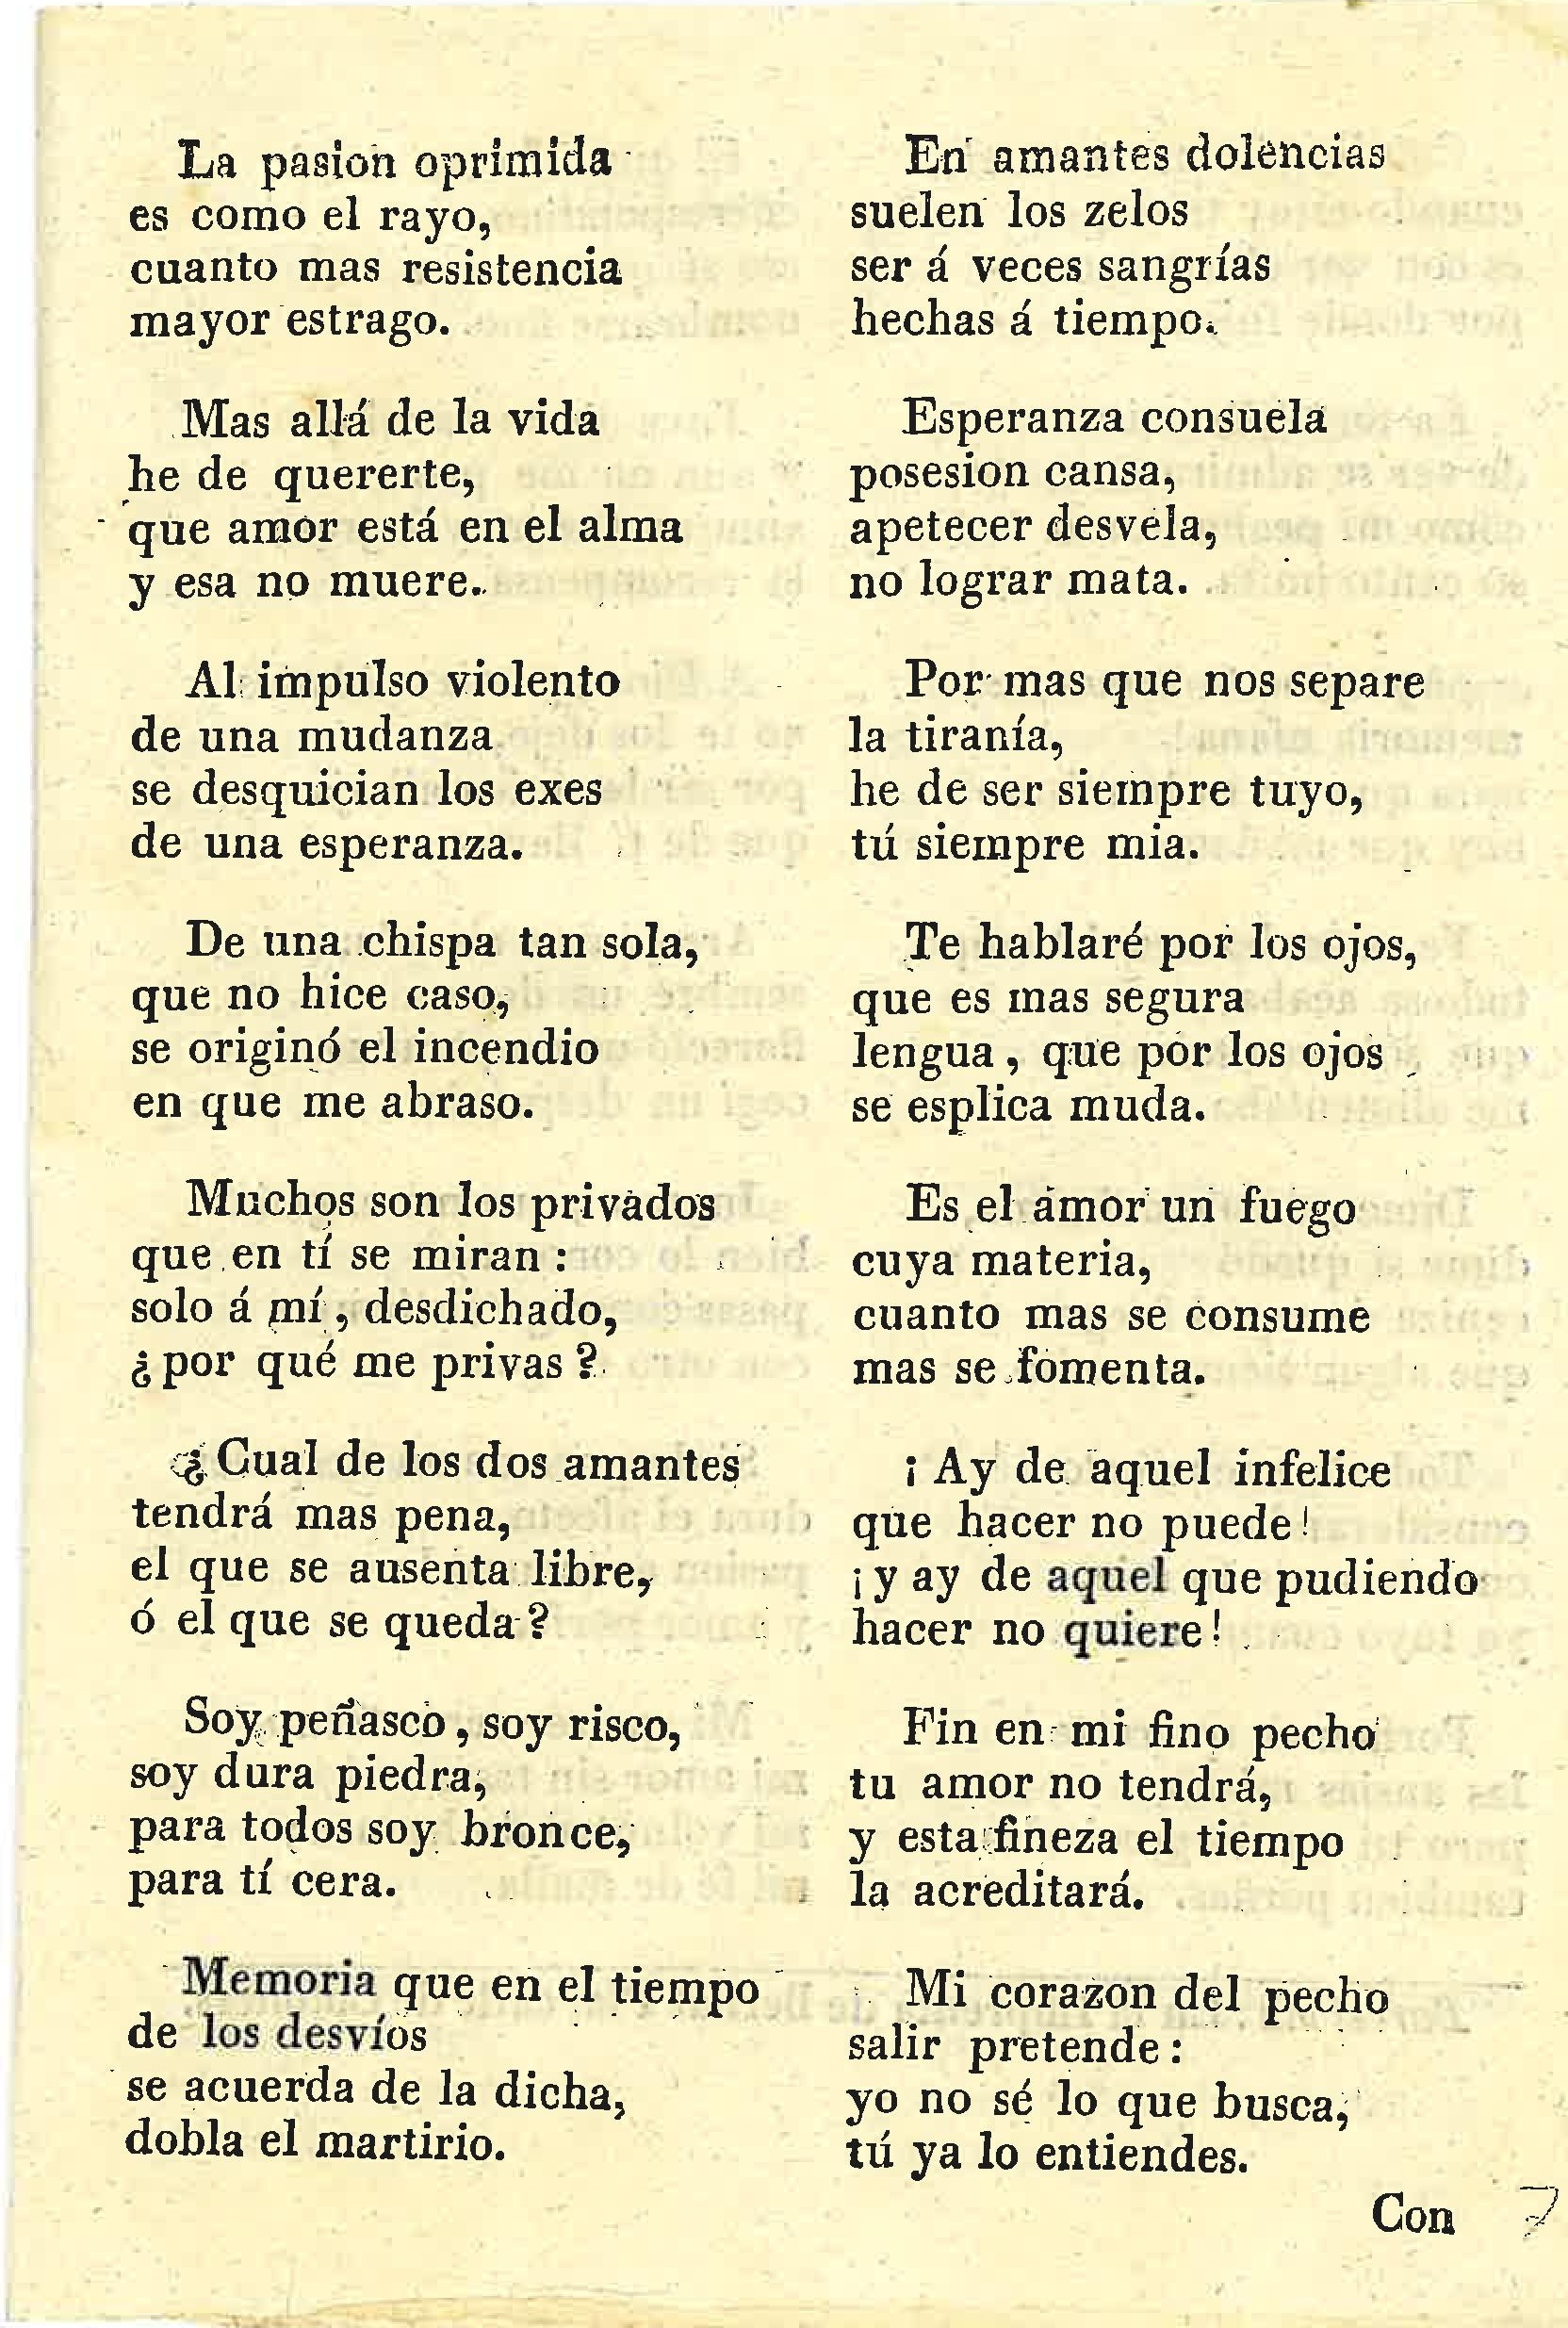 La pasion oprimida
es como el rayo,
cuanto mas resistencia
mayor estrago.
Mas allá de la vida
he de quererte,
que amor está en el alma
y esa no muere.
Al impulso violento
de una mudanza
se desquician los exes
de una esperanza.
De una chispa tan sola,
que no hice caso,
se originó el incendio
en que me abraso.
Muchos son los privados
que en tí se miran :
solo á mí, desdichado,
¿por qué me privas?
¿Cual de los dos amantes
tendrá mas pena,
el que se ausenta libre,
ó el que se queda?
Soy peñasco, soy risco,
soy dura piedra,
para todos soy bronce,
para tí cera.
Memoria que en el tiempo
de los desvíos
se acuerda de la dicha,
dobla el martirio.
En amantes dolencias
suelen los zelos
ser á veces sangrías
hechas á tiempo.
Esperanza consuela
posesion cansa,
apetecer desvela,
no lograr mata.
Por mas que nos separe
la tiranía,
he de ser siempre tuyo,
tú siempre mia.
Te hablaré por los ojos,
que es mas segura
lengua, que por los ojos
se esplica muda.
Es el amor un fuego
cuya materia,
cuanto mas se consume
mas se fomenta.
¡Ay de aquel infelice
que hacer no puede!
¡y ay de aquel que pudiendo
hacer no quiere!
Fin en mi fino pecho
tu amor no tendrá,
y esta fineza el tiempo
la acreditará.
Mi corazon del pecho
salir pretende :
yo no sé lo que busca,
tú ya lo entiendes.
Con 7